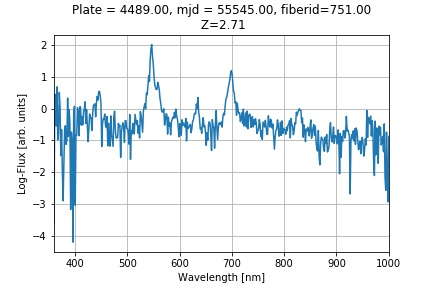 Plate = 4489.00, mjd = 55545.00, fiberid=751.00
Z=2.71
Log-Flux [arb. units]
2
1
0
−1
−2
−3
−4
400 500 600 700 800 900 1000
Wavelength [nm]